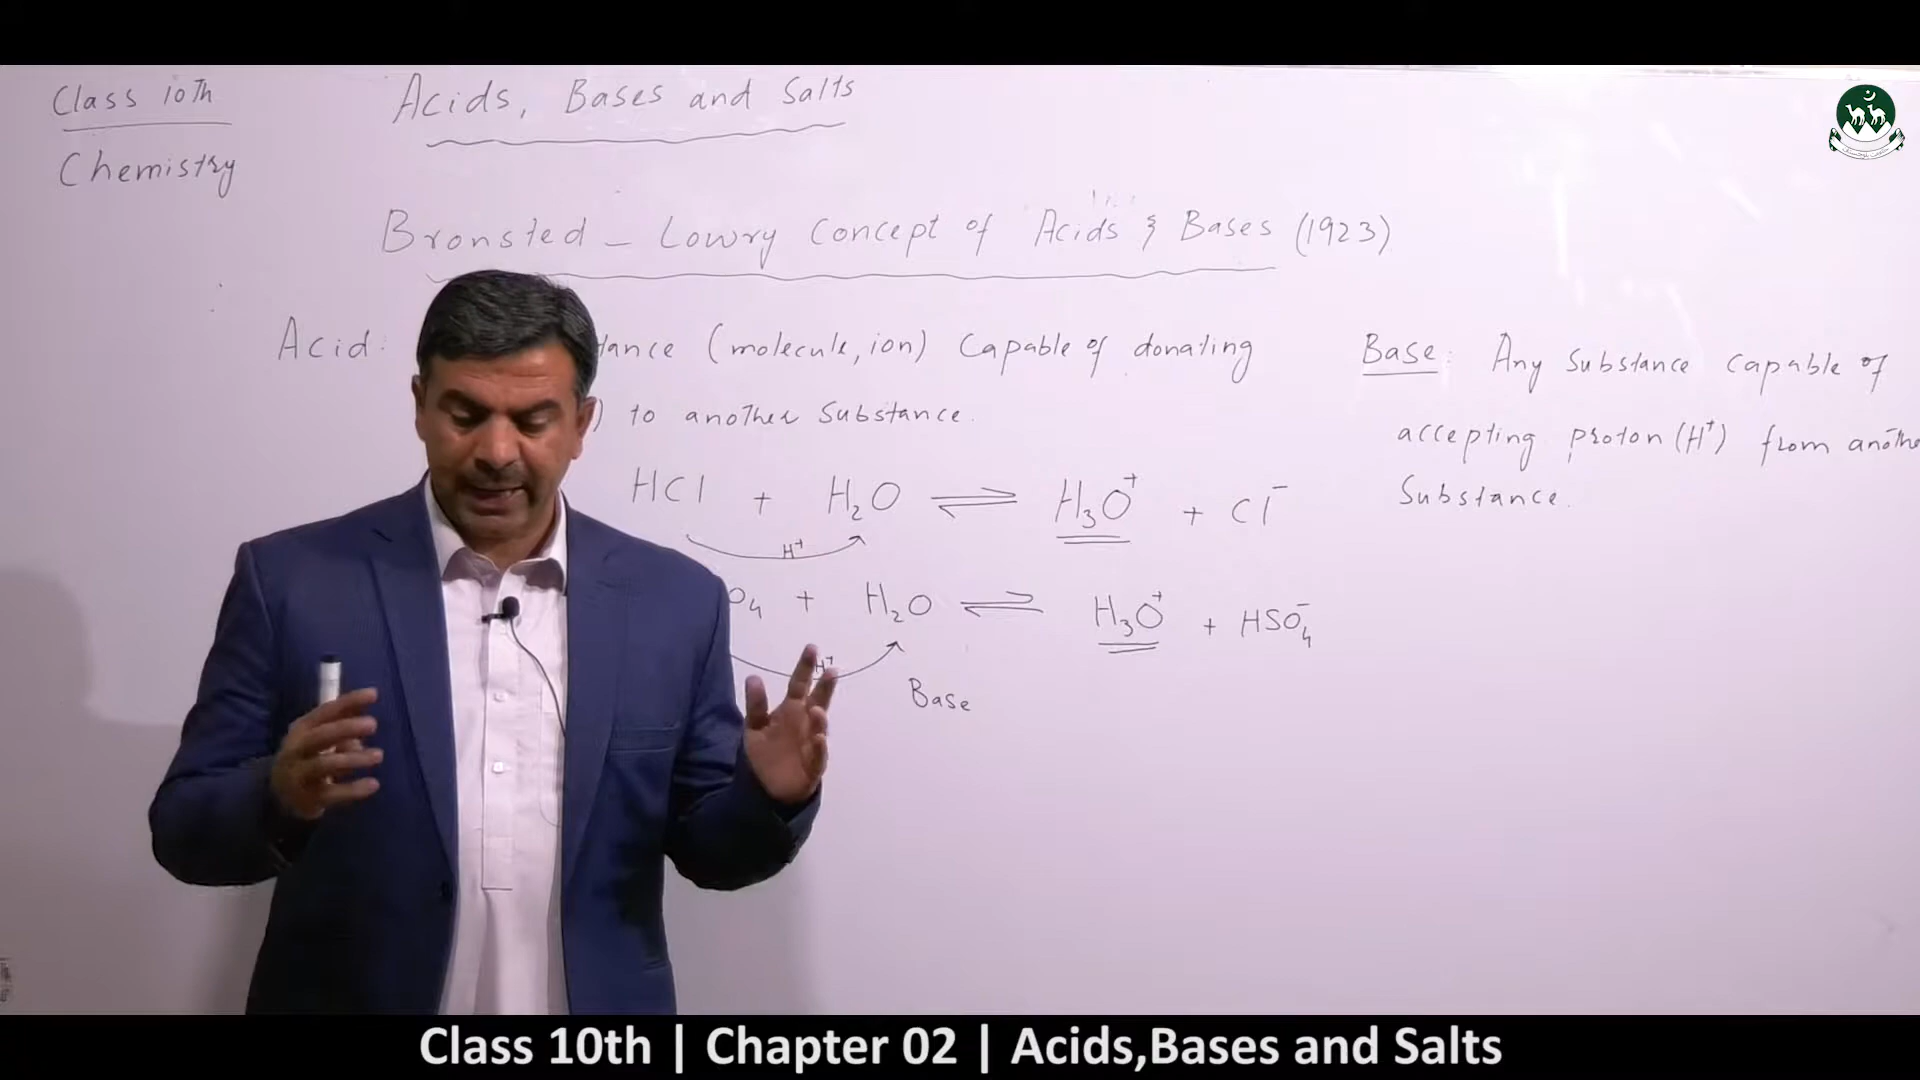 Class 10Th
Chemistry
Acids, Bases and Salts
Bronsted – Lowry Concept of Acids & Bases (1923)
Acid: (molecule, ion) Capable of donating
) to another Substance.
HCl + H₂O ⇌ H₃O⁺ + Cl⁻
H⁺
O₄ + H₂O ⇌ H₃O⁺ + HSO₄⁻
H⁺
Base
Base: Any Substance capable of
accepting proton (H⁺) from
Substance.
Class 10th | Chapter 02 | Acids,Bases and Salts